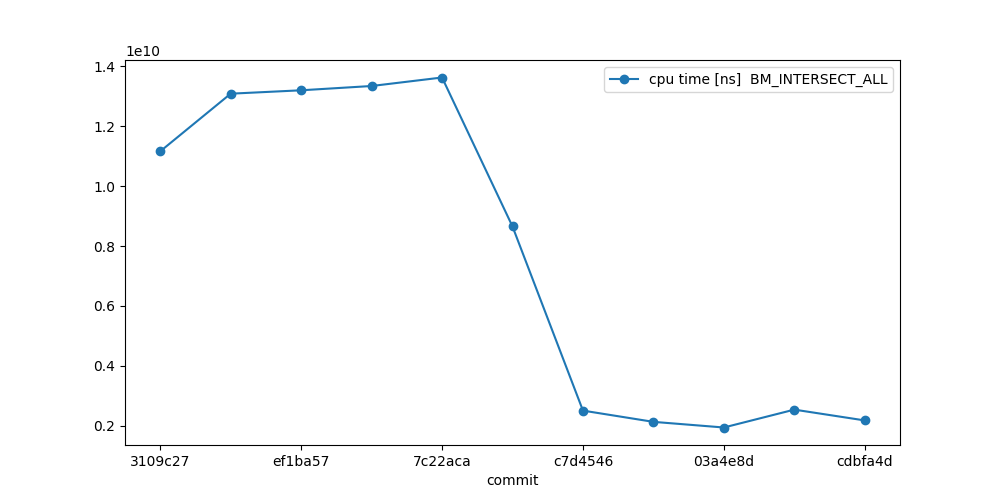 1e10
cpu time [ns]  BM_INTERSECT_ALL
1.4
1.2
1.0
0.8
0.6
0.4
0.2
3109c27 ef1ba57 7c22aca c7d4546 03a4e8d cdbfa4d
commit